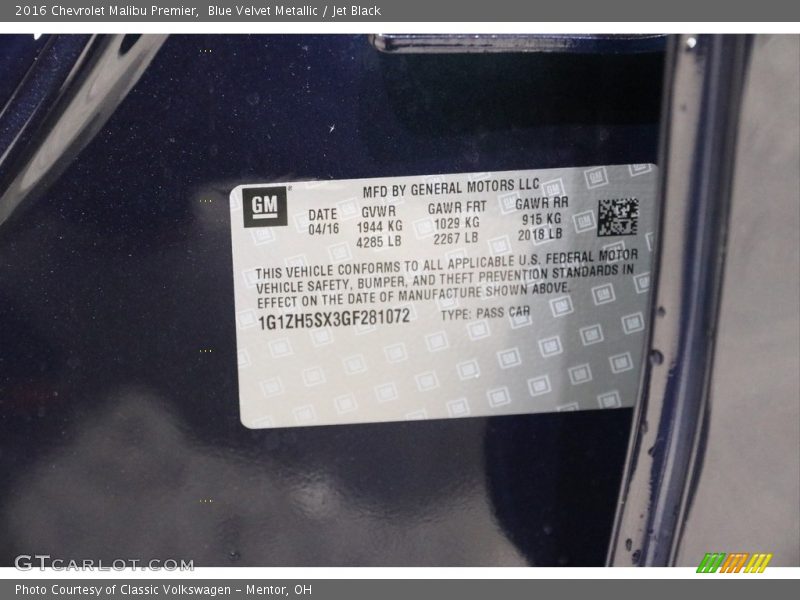 2016 Chevrolet Malibu Premier,  Blue Velvet Metallic / Jet Black
GM
MFD BY GENERAL MOTORS LLC
DATE GVWR GAWR FRT GAWR RR
04/16 1944 KG 1029 KG 915 KG
4285 LB 2267 LB 2018 LB
THIS VEHICLE CONFORMS TO ALL APPLICABLE U.S. FEDERAL MOTOR
VEHICLE SAFETY, BUMPER, AND THEFT PREVENTION STANDARDS IN
EFFECT ON THE DATE OF MANUFACTURE SHOWN ABOVE.
1G1ZH5SX3GF281072 TYPE: PASS CAR
GTcarlot.com
Photo Courtesy of Classic Volkswagen - Mentor, OH